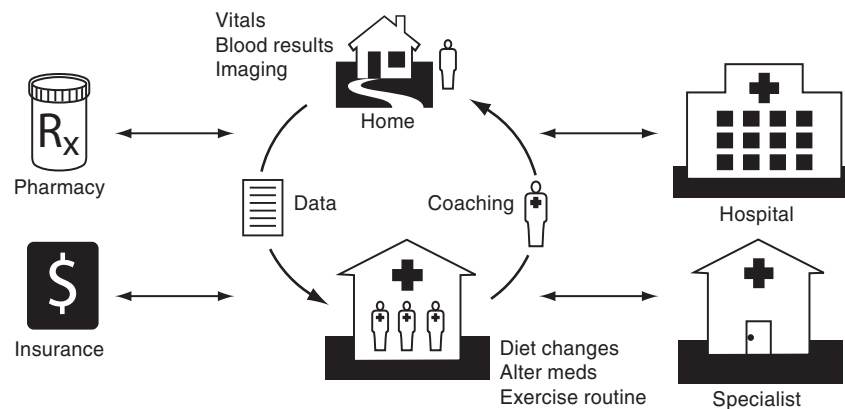 Vitals
Blood results
Imaging
Home
Rx
Pharmacy
Hospital
Data
Coaching
$
Insurance
Diet changes
Alter meds
Exercise routine
Specialist